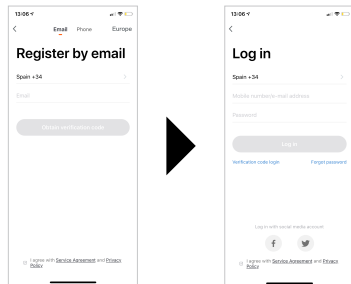 13:06
Email Phone Europe
Register by email
Spain +34
Email
Obtain verification code
I agree with Service Agreement and Privacy
Policy
13:06
Log in
Spain +34
Mobile number/e-mail address
Password
Log in
Verification code login Forgot password
Log in with social media account
I agree with Service Agreement and Privacy
Policy